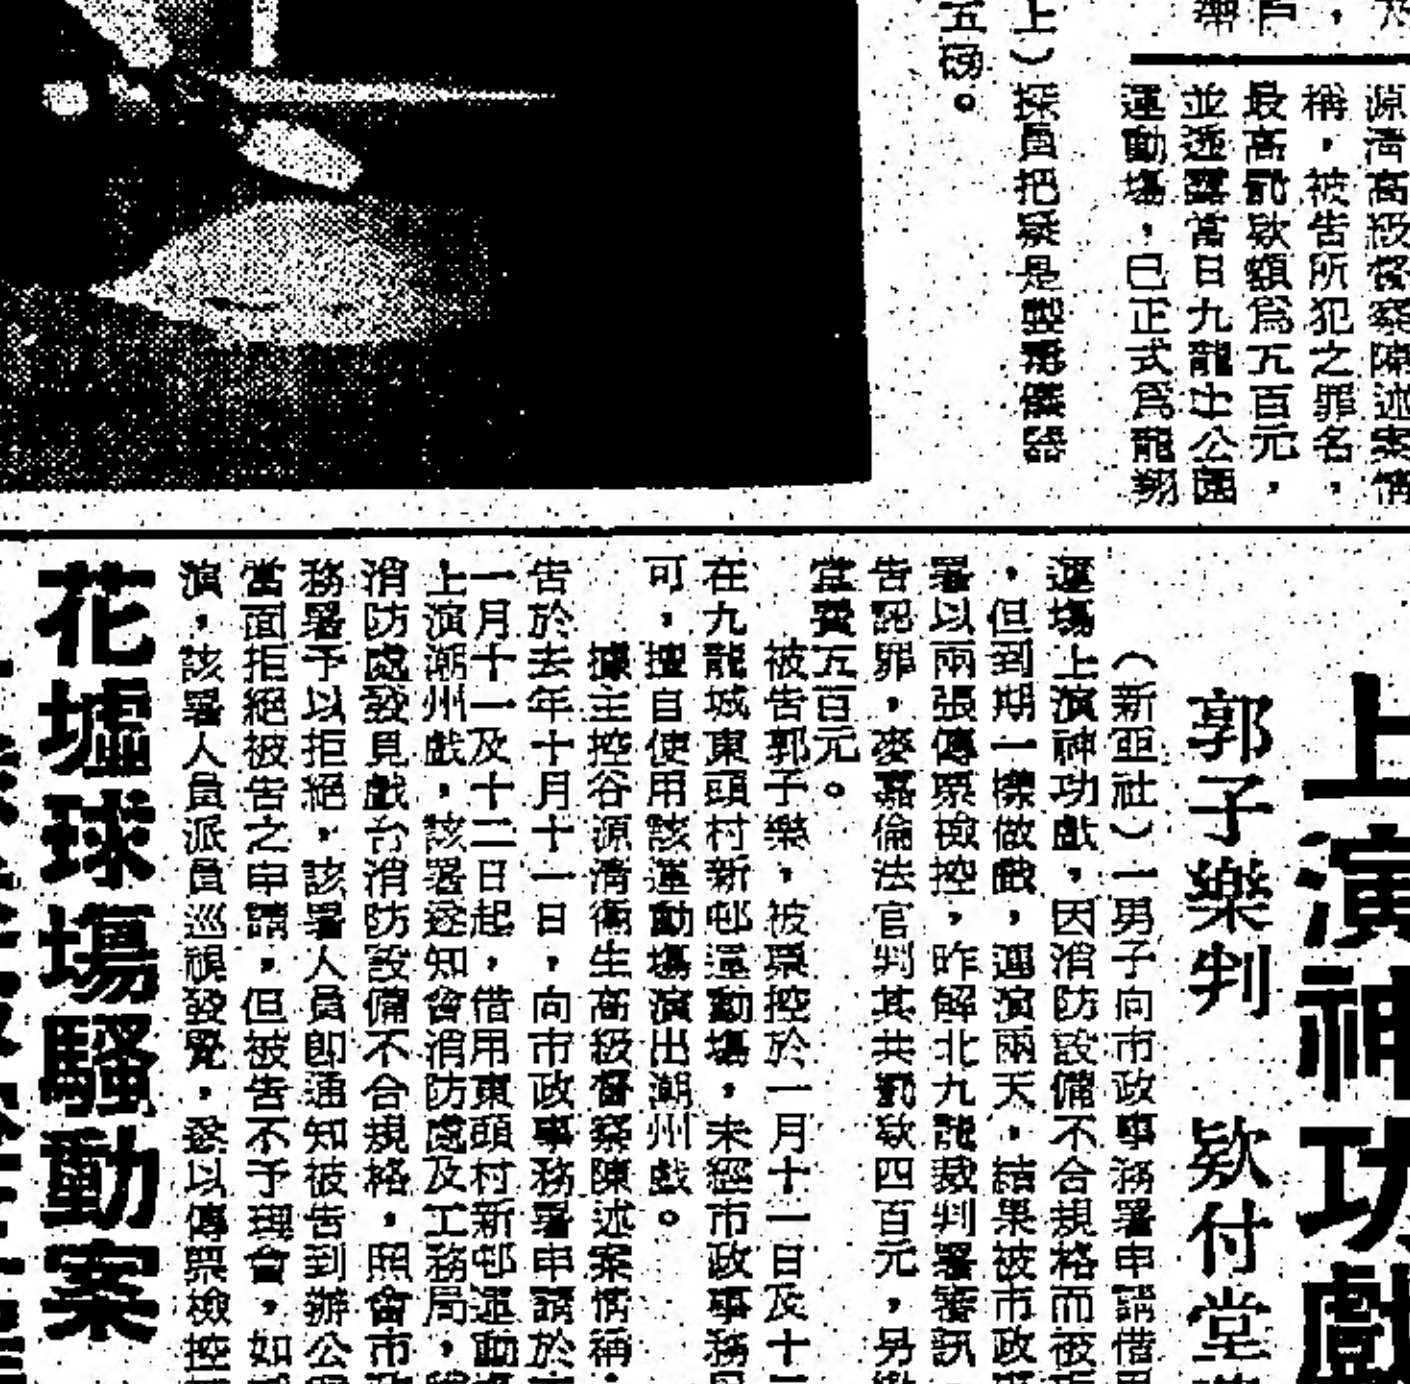 乃
，
戶
源清高級督察陳述案情
稱，被告所犯之罪名，
最高罰欵額爲五百元，
並透露當日九龍士公園
運動場，已正式爲龍翔
上）探員把疑是製毒儀器
五磅。
上演神功戲
郭子樂判　欵付堂
（新亞社）一男子向市政事務署申請借用
運場上演神功戲，因消防設備不合規格而被
，但到期一樣做戲，連演兩天，結果被市政
署以兩張傳票檢控，昨解北九龍裁判署審訊
告認罪，麥嘉倫法官判其共罰欵四百元，另繳
堂費五百元。
被告郭子樂，被票控於一月十一日及十二
在九龍城東頭村新邨運動場，未經市政事務
可，擅自使用該運動場演出潮州戲。
據主控谷源清衞生高級督察陳述案情稱，
告於去年十月十一日，向市政事務署申請於
一月十一及十二日起，借用東頭村新邨運動
上演潮州戲，該署遂知會消防處及工務局，
消防處發見戲台消防設備不合規格，照會市
務署予以拒絕，該署人員卽通知被告到辦公
當面拒絕被告之申請，但被告不予理會，如
演，該署人員派員巡視發覺，遂以傳票檢控
花墟球場騷動案